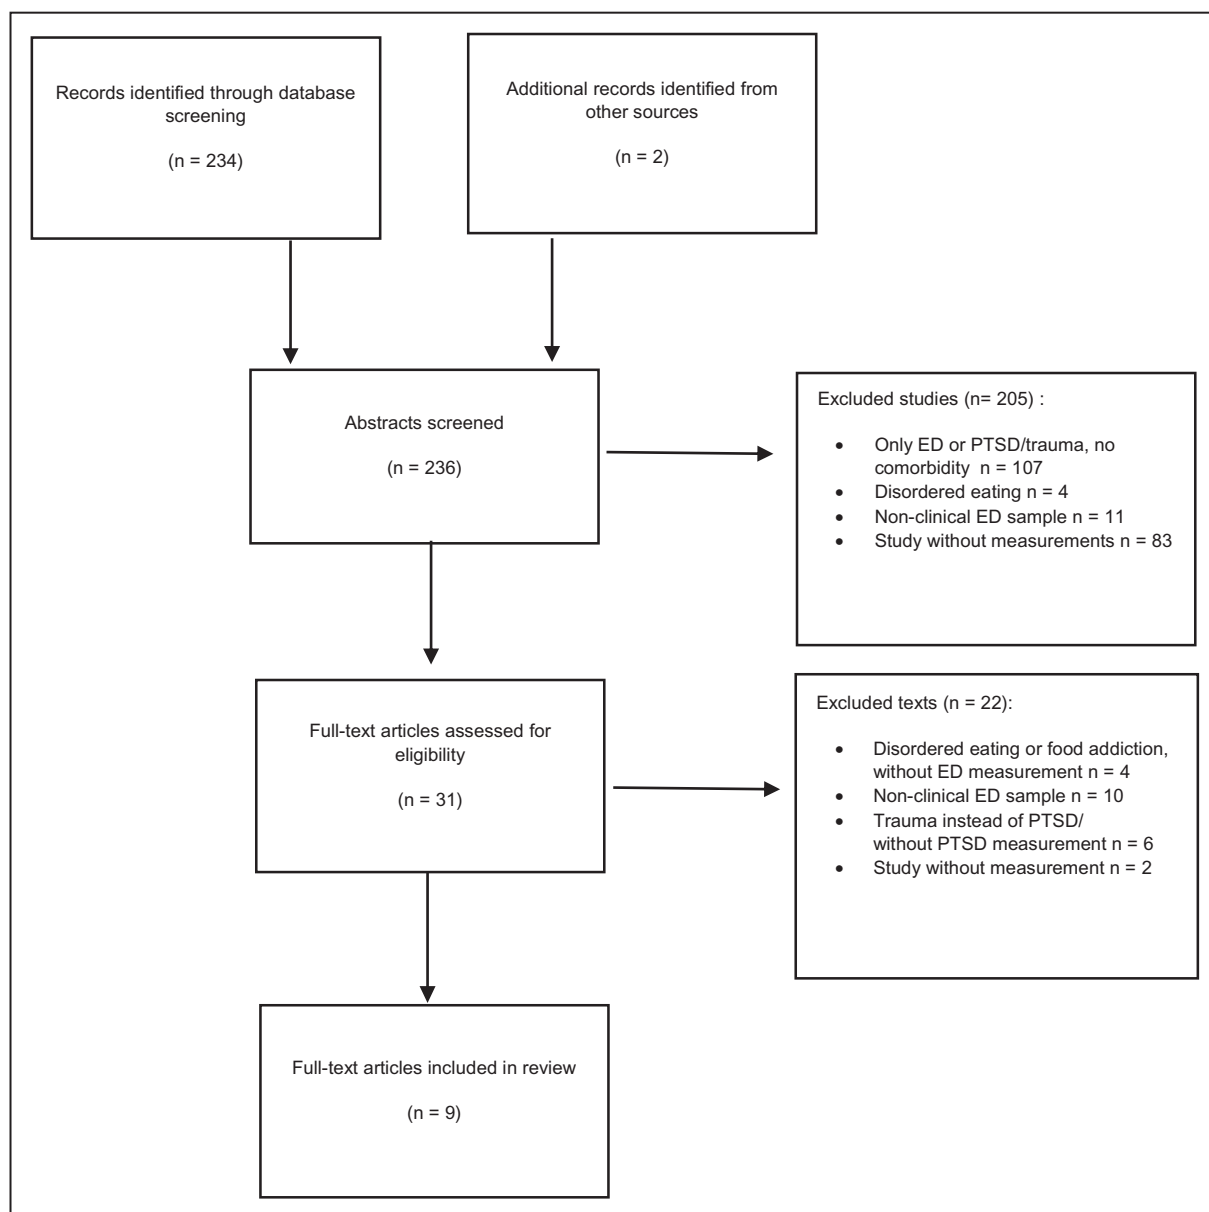 Records identified through database
screening
(n = 234)
Additional records identified from
other sources
(n = 2)
Abstracts screened
(n = 236)
Excluded studies (n= 205) :
• Only ED or PTSD/trauma, no
comorbidity n = 107
• Disordered eating n = 4
• Non-clinical ED sample n = 11
• Study without measurements n = 83
Full-text articles assessed for
eligibility
(n = 31)
Excluded texts (n = 22):
• Disordered eating or food addiction,
without ED measurement n = 4
• Non-clinical ED sample n = 10
• Trauma instead of PTSD/
without PTSD measurement n = 6
• Study without measurement n = 2
Full-text articles included in review
(n = 9)